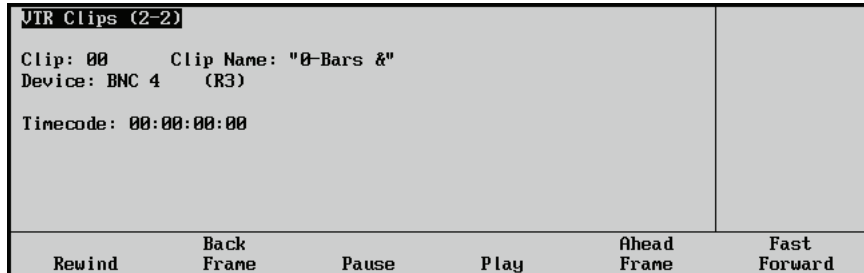 VTR Clips (2-2)
Clip: 00 Clip Name: "0-Bars &"
Device: BNC 4 (R3)
Timecode: 00:00:00:00
Rewind
Back
Frame
Pause
Play
Ahead
Frame
Fast
Forward